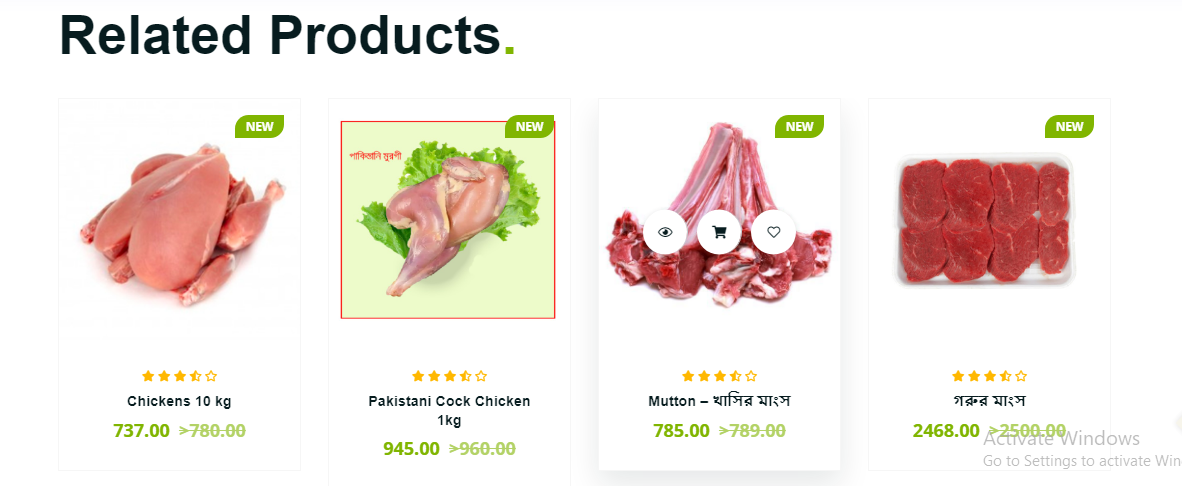 Related Products.
NEW
NEW
NEW
NEW
পাকিস্তানি মুরগী
Chickens 10 kg
737.00 >780.00
Pakistani Cock Chicken
1kg
945.00 >960.00
Mutton – খাসির মাংস
785.00 >789.00
গরুর মাংস
2468.00 >2500.00
Activate Windows
Go to Settings to activate Win